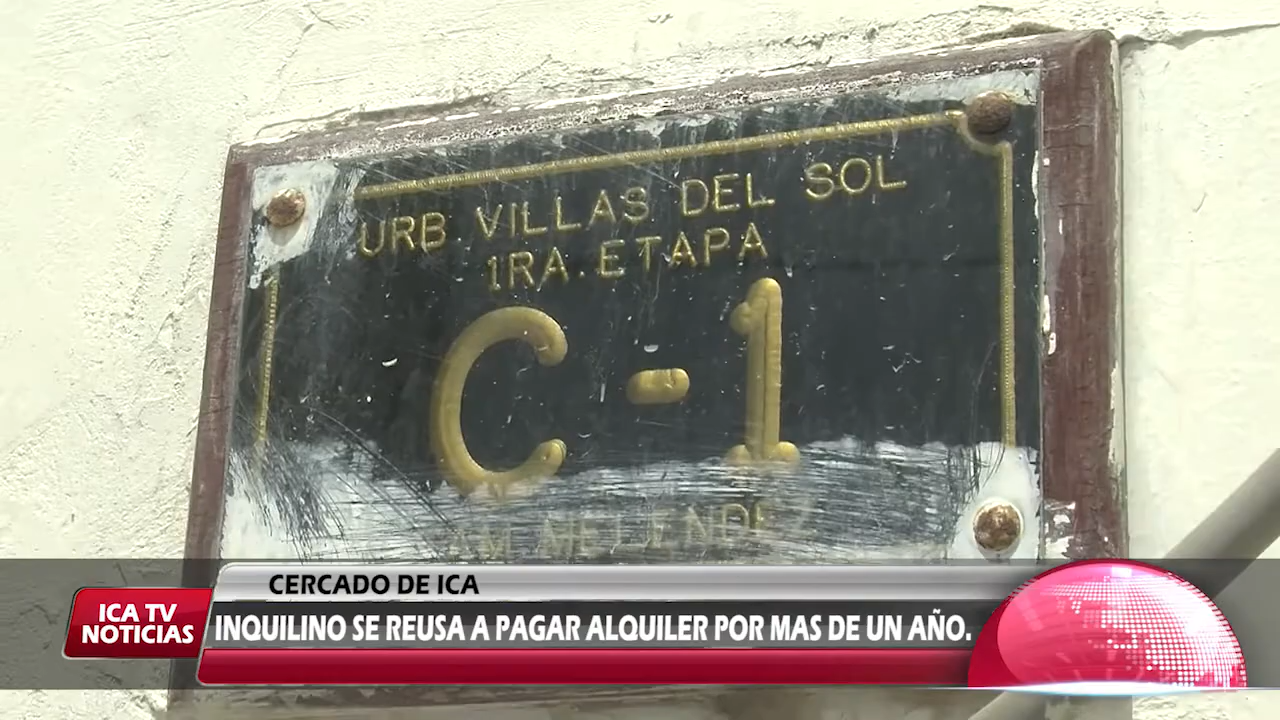 URB VILLAS DEL SOL
1RA. ETAPA
C - 1
CERCADO DE ICA
ICA TV
NOTICIAS
INQUILINO SE REUSA A PAGAR ALQUILER POR MAS DE UN AÑO.